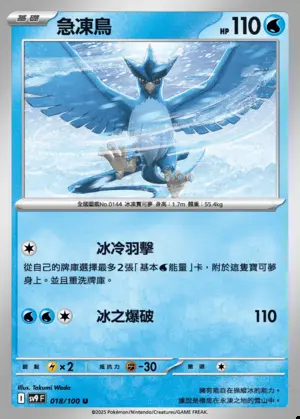 基礎
急凍鳥
HP 110
全國圖鑑No.0144 冰凍寶可夢 身高：1.7m 體重：55.4kg
冰冷羽擊
從自己的牌庫選擇最多2張「基本能量」卡，附於這隻寶可夢身上。並且重洗牌庫。
冰之爆破 110
弱點 ×2 抵抗力 -30 撤退
Illus. Takumi Wada
擁有能自在操縱冰的能力。
據說是棲息在永凍之地的雪山中。
I SV9 F 018/100 U
©2025 Pokémon/Nintendo/Creatures/GAME FREAK.